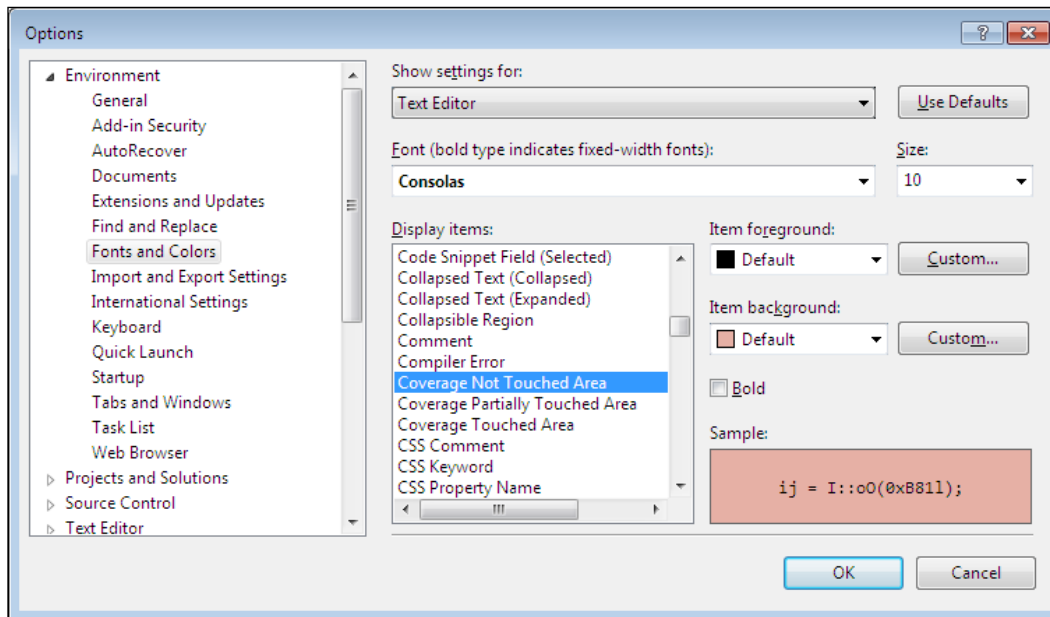 Options
Environment
General
Add-in Security
AutoRecover
Documents
Extensions and Updates
Find and Replace
Fonts and Colors
Import and Export Settings
International Settings
Keyboard
Quick Launch
Startup
Tabs and Windows
Task List
Web Browser
Projects and Solutions
Source Control
Text Editor
Show settings for:
Text Editor
Use Defaults
Font (bold type indicates fixed-width fonts):
Size:
Consolas
10
Display items:
Code Snippet Field (Selected)
Collapsed Text (Collapsed)
Collapsed Text (Expanded)
Collapsible Region
Comment
Compiler Error
Coverage Not Touched Area
Coverage Partially Touched Area
Coverage Touched Area
CSS Comment
CSS Keyword
CSS Property Name
Item foreground:
Default
Custom...
Item background:
Default
Custom...
Bold
Sample:
ij = I::oO(0xB81l);
OK
Cancel